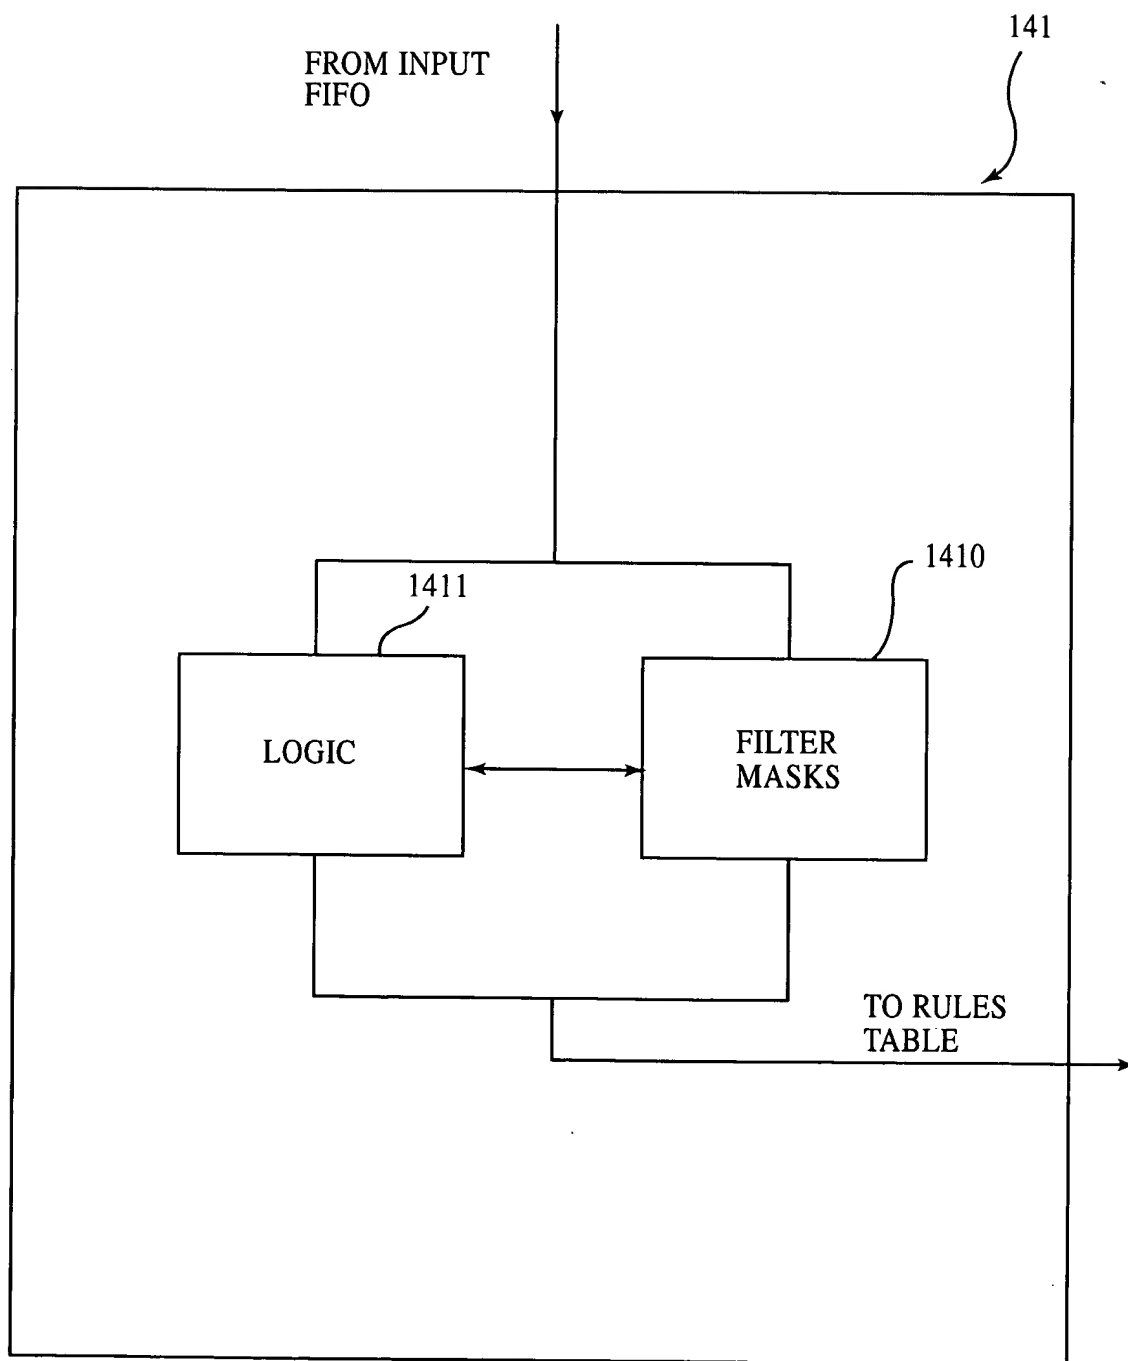 141
FROM INPUT
FIFO
1410
1411
LOGIC
FILTER
MASKS
TO RULES
TABLE